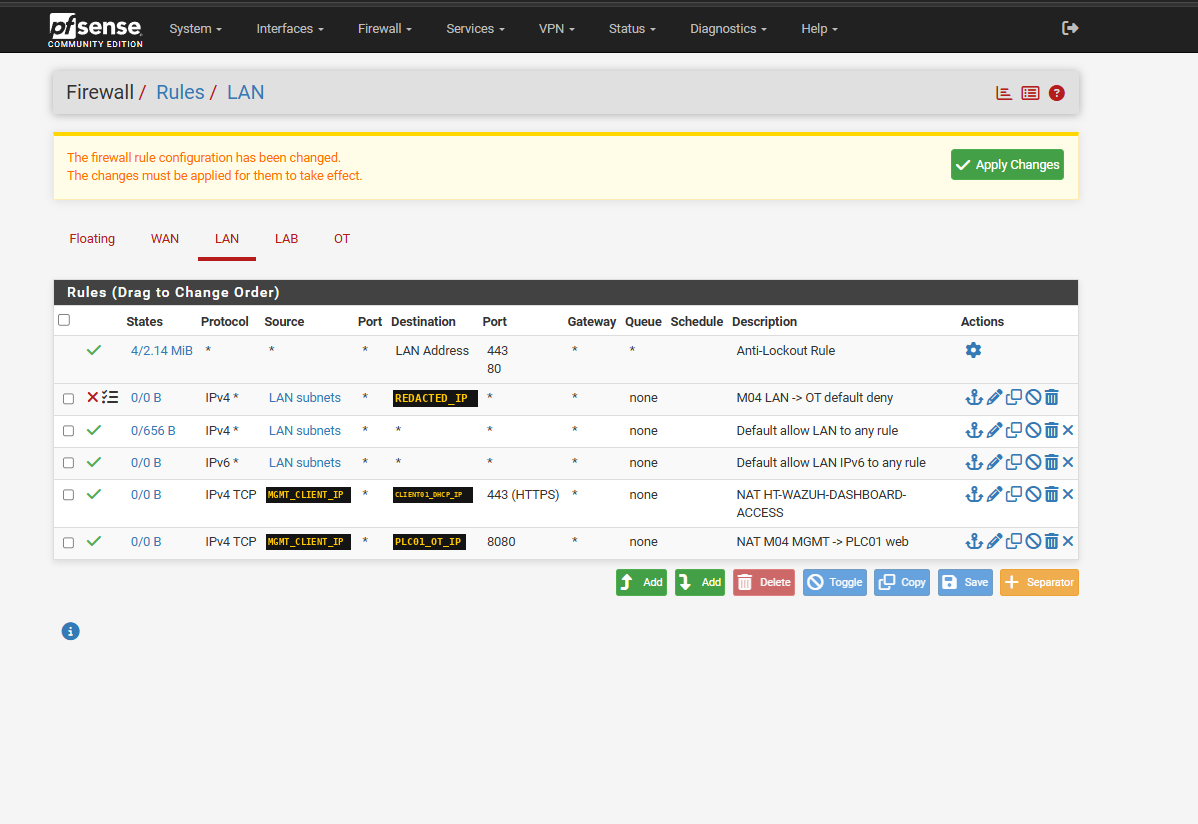 pfsense
COMMUNITY EDITION
System Interfaces Firewall Services VPN Status Diagnostics Help
Firewall / Rules / LAN
The firewall rule configuration has been changed.
The changes must be applied for them to take effect.
Apply Changes
Floating WAN LAN LAB OT
Rules (Drag to Change Order)
States Protocol Source Port Destination Port Gateway Queue Schedule Description Actions
4/2.14 MiB * * * LAN Address 443 * * Anti-Lockout Rule
80
0/0 B IPv4 * LAN subnets * REDACTED_IP * * none M04 LAN -> OT default deny
0/656 B IPv4 * LAN subnets * * * * none Default allow LAN to any rule
0/0 B IPv6 * LAN subnets * * * * none Default allow LAN IPv6 to any rule
0/0 B IPv4 TCP MGMT_CLIENT_IP * CLIENT01_DHCP_IP 443 (HTTPS) * none NAT HT-WAZUH-DASHBOARD-
ACCESS
0/0 B IPv4 TCP MGMT_CLIENT_IP * PLC01_OT_IP 8080 * none NAT M04 MGMT -> PLC01 web
Add Add Delete Toggle Copy Save Separator